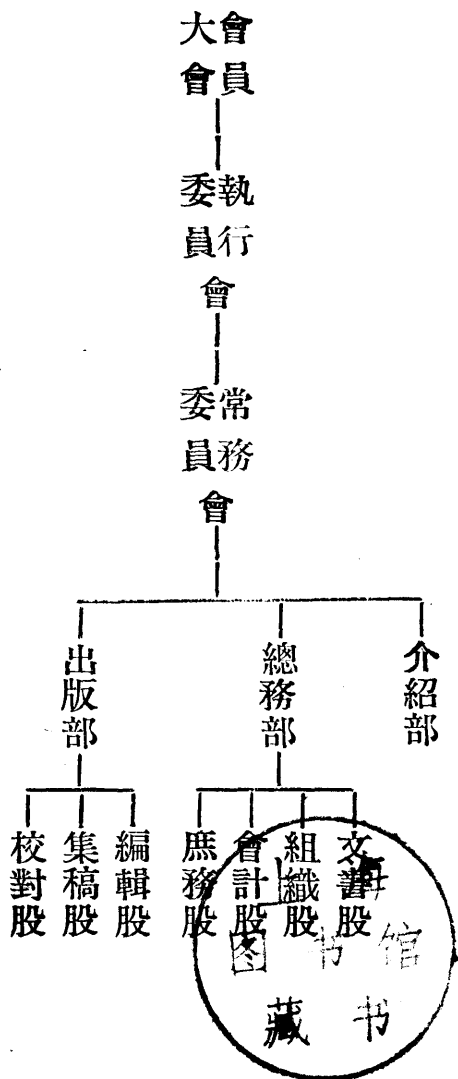 會員大會
執行委員會
常務委員會
介紹部
總務部
出版部
文書股
組織股
會計股
庶務股
編輯股
集稿股
校對股
上海
图书馆
藏书